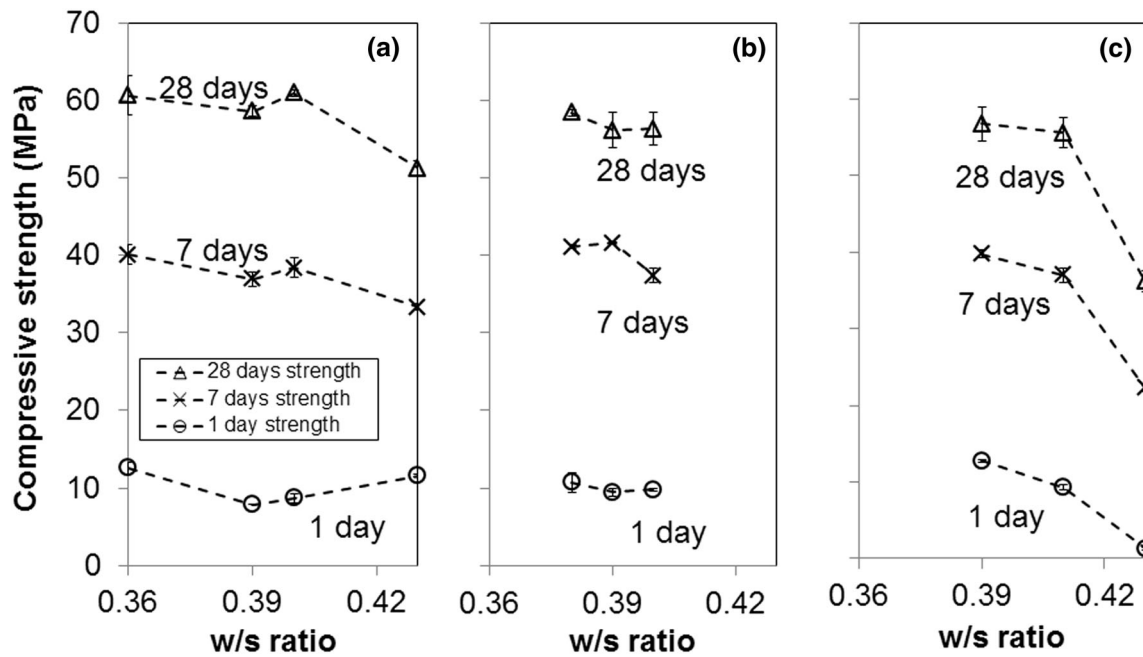 Compressive strength (MPa)
70
60
50
40
30
20
10
0
(a)
28 days
7 days
28 days strength
7 days strength
1 day strength
1 day
0.36 0.39 0.42
w/s ratio
(b)
28 days
7 days
1 day
0.36 0.39 0.42
w/s ratio
(c)
28 days
7 days
1 day
0.36 0.39 0.42
w/s ratio